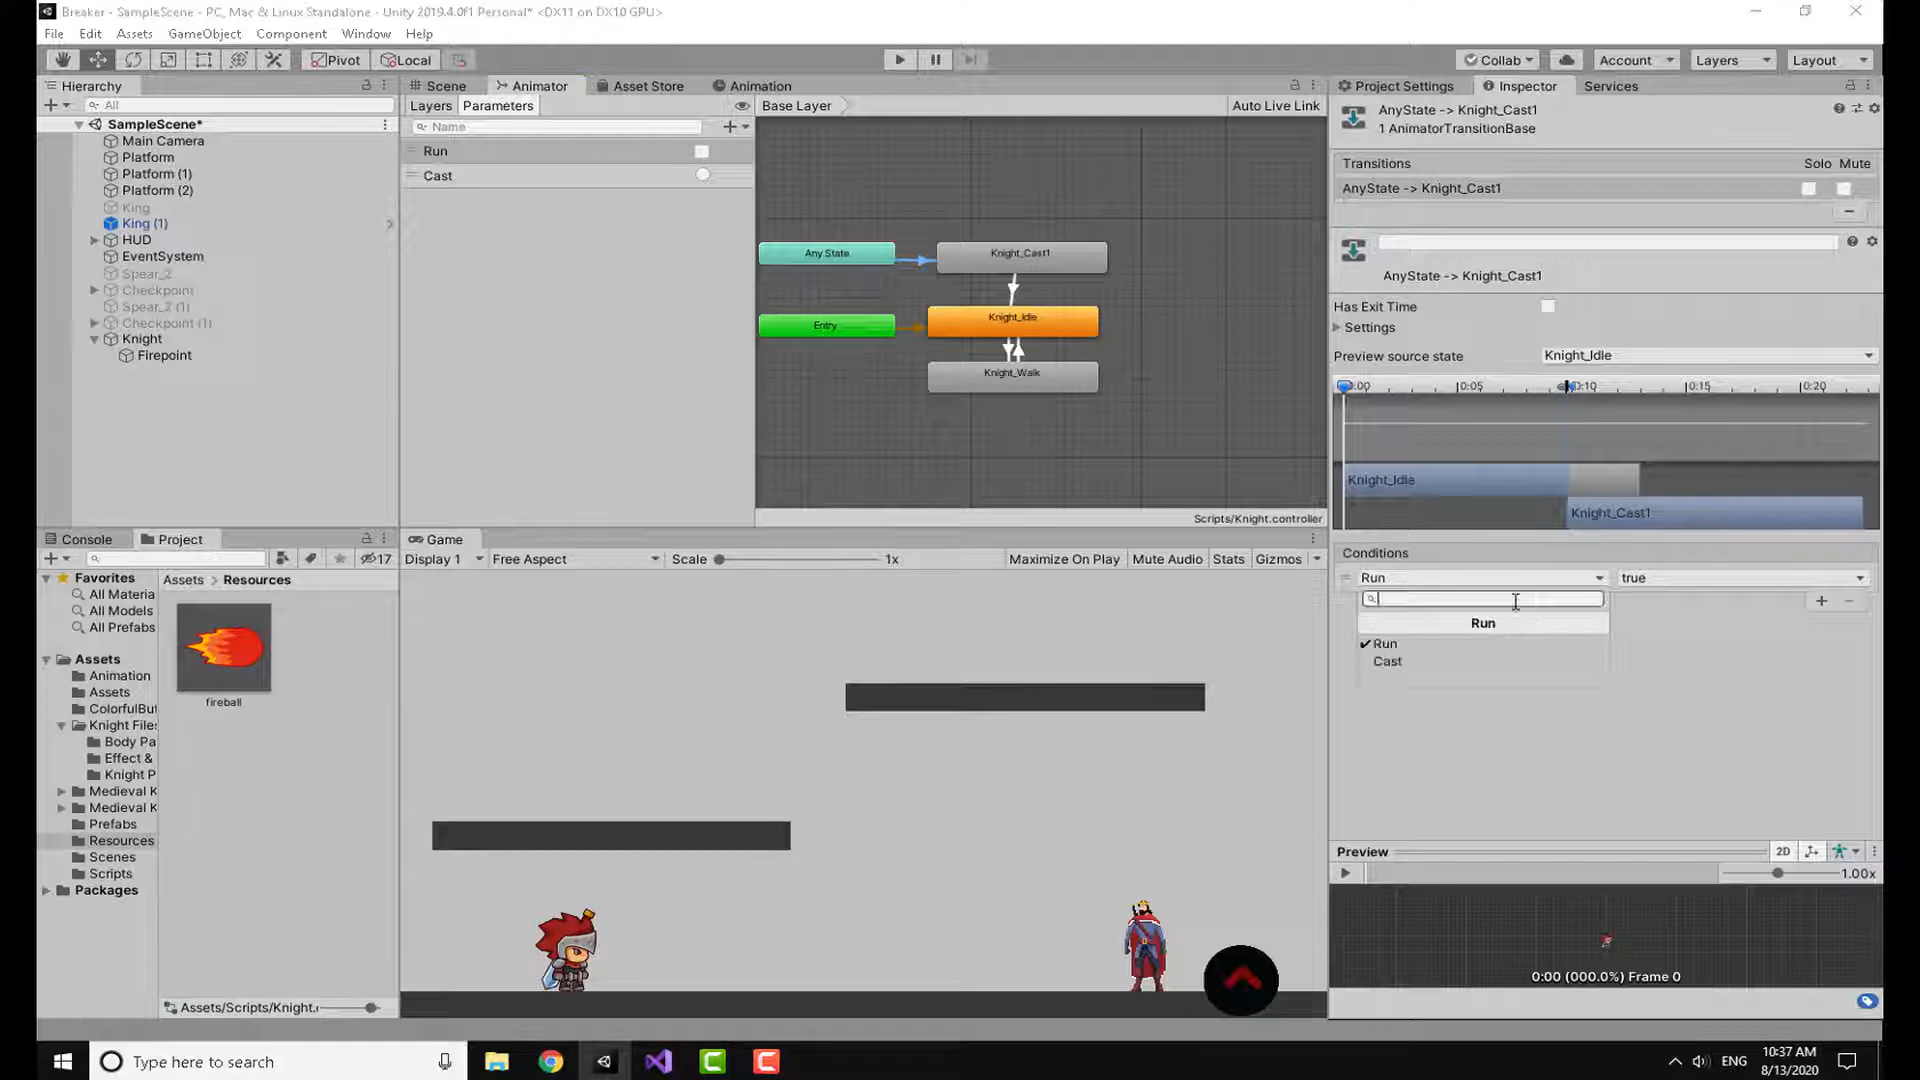 Breaker - SampleScene - PC, Mac & Linux Standalone - Unity 2019.4.0f1 Personal* <DX11 on DX10 GPU>
File Edit Assets GameObject Component Window Help
Pivot Local Collab Account Layers Layout
Hierarchy
All
SampleScene*
Main Camera
Platform
Platform (1)
Platform (2)
King
King (1)
HUD
EventSystem
Spear_2
Checkpoint
Spear_2 (1)
Checkpoint (1)
Knight
Firepoint
Scene Animator Asset Store Animation
Layers Parameters Base Layer Auto Live Link
Name
Run
Cast
Any State
Knight_Cast1
Entry
Knight_Idle
Knight_Walk
Scripts/Knight.controller
Project Settings Inspector Services
AnyState -> Knight_Cast1
1 AnimatorTransitionBase
Transitions Solo Mute
AnyState -> Knight_Cast1
AnyState -> Knight_Cast1
Has Exit Time
Settings
Preview source state Knight_Idle
0:00 0:05 0:10 0:15 0:20
Knight_Idle
Knight_Cast1
Conditions
Run true
Run
Run
Cast
Preview 2D
1.00x
0:00 (000.0%) Frame 0
Console Project
17
Favorites
All Materia
All Models
All Prefabs
Assets
Animation
Assets
ColorfulBut
Knight Files
Body Pa
Effect &
Knight P
Medieval K
Medieval K
Prefabs
Resources
Scenes
Scripts
Packages
Assets > Resources
fireball
Assets/Scripts/Knight.
Game
Display 1 Free Aspect Scale 1x Maximize On Play Mute Audio Stats Gizmos
Type here to search
ENG
10:37 AM
8/13/2020